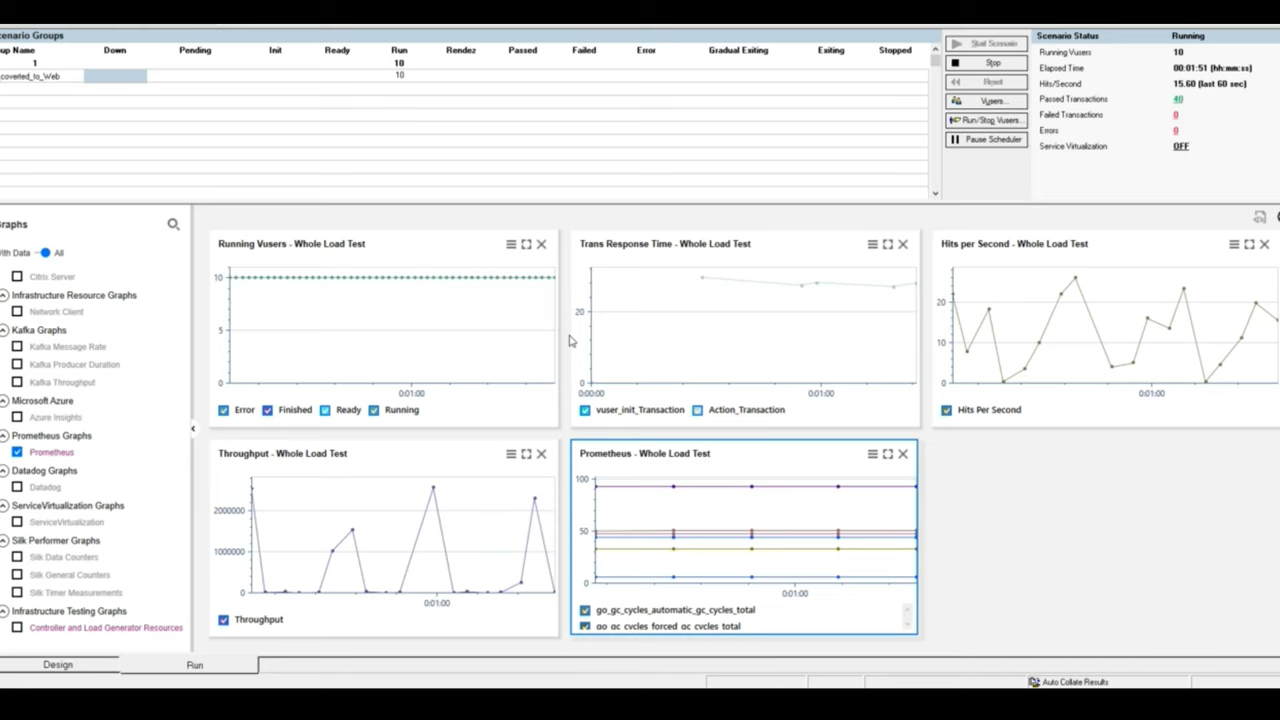 cenario Groups
up Name Down Pending Init Ready Run Rendez Passed Failed Error Gradual Exiting Exiting Stopped
1 10
coverted_to_Web 10
Start Scenario
Stop
Reset
Vusers...
Run/Stop Vusers...
Pause Scheduler
Scenario Status Running
Running Vusers 10
Elapsed Time 00:01:51 (hh:mm:ss)
Hits/Second 15.60 (last 60 sec)
Passed Transactions 40
Failed Transactions 0
Errors 0
Service Virtualization OFF
Graphs
With Data All
Citrix Server
Infrastructure Resource Graphs
Network Client
Kafka Graphs
Kafka Message Rate
Kafka Producer Duration
Kafka Throughput
Microsoft Azure
Azure Insights
Prometheus Graphs
Prometheus
Datadog Graphs
Datadog
ServiceVirtualization Graphs
ServiceVirtualization
Silk Performer Graphs
Silk Data Counters
Silk General Counters
Silk Timer Measurements
Infrastructure Testing Graphs
Controller and Load Generator Resources
Running Vusers - Whole Load Test
10
5
0
0:01:00
Error Finished Ready Running
Trans Response Time - Whole Load Test
20
0
0:00:00 0:01:00
vuser_init_Transaction Action_Transaction
Hits per Second - Whole Load Test
20
10
0
0:01:00
Hits Per Second
Throughput - Whole Load Test
2000000
1000000
0
0:01:00
Throughput
Prometheus - Whole Load Test
100
50
0
0:01:00
go_gc_cycles_automatic_gc_cycles_total
go_gc_cycles_forced_gc_cycles_total
Design Run
Auto Collate Results